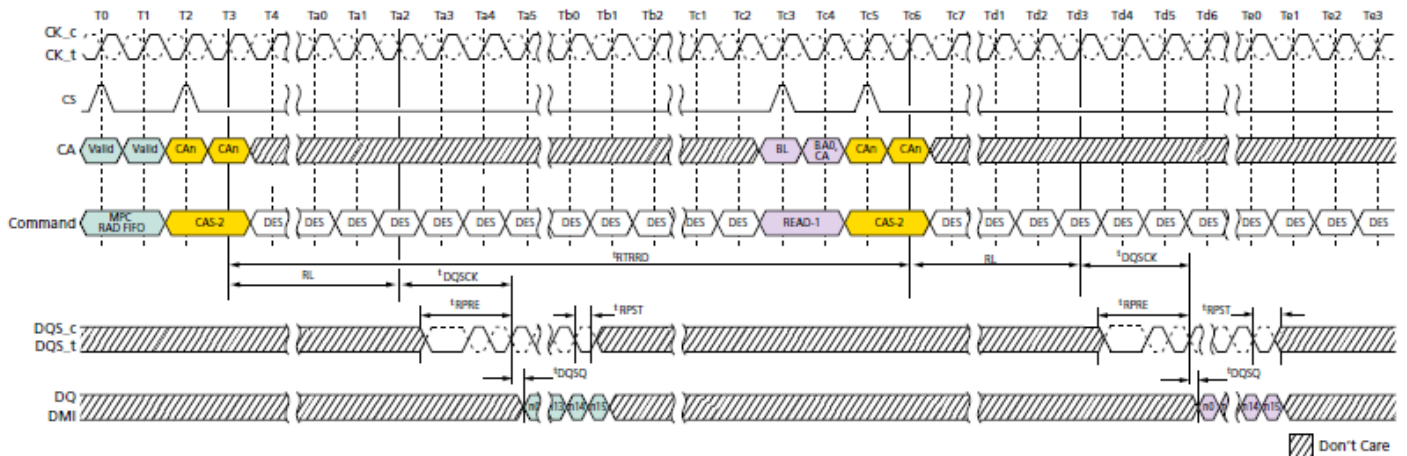 T0 T1 T2 T3 T4 Ta0 Ta1 Ta2 Ta3 Ta4 Ta5 Tb0 Tb1 Tb2 Tc1 Tc2 Tc3 Tc4 Tc5 Tc6 Tc7 Td1 Td2 Td3 Td4 Td5 Td6 Te0 Te1 Te2 Te3
CK_c
CK_t
CS
CA Valid Valid CAn CAn BL BA0, CAn CAn
CA
Command MPC CAS-2 DES DES DES DES DES DES DES DES DES DES DES DES READ-1 CAS-2 DES DES DES DES DES DES DES DES DES DES DES
RAD FIFO
tRTRRD
RL tDQSCK RL tDQSCK
tRPRE tRPST tRPRE tRPST
DQS_c
DQS_t
tDQSQ tDQSQ
DQ
DMI
n13 n14 n15 n0 n14 n15
Don't Care